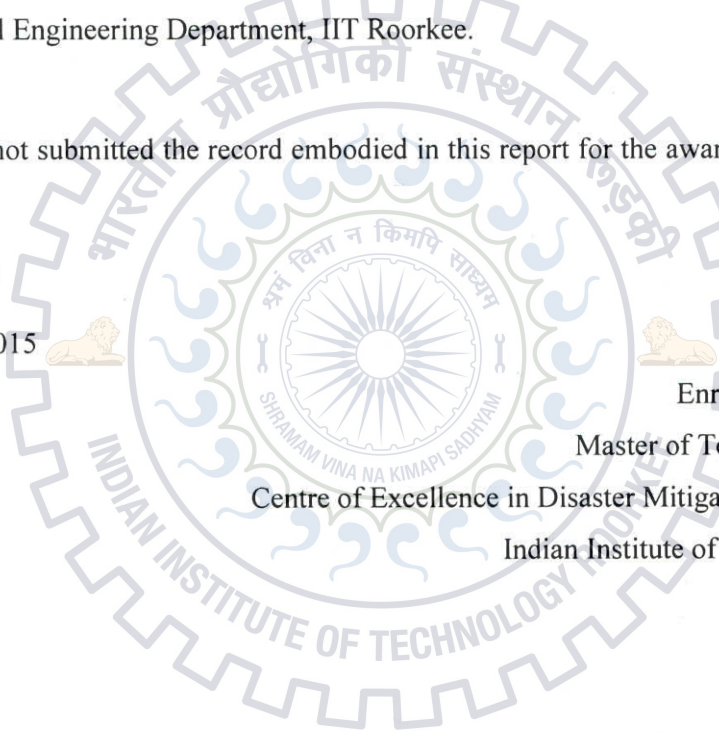 l Engineering Department, IIT Roorkee.
भारतीय प्रौद्योगिकी संस्थान रुड़की
not submitted the record embodied in this report for the awar
श्रमं विना न किमपि साध्यम्
015
SHRAMAM VINA NA KIMAPI SADHYAM
Enr
Master of Te
Centre of Excellence in Disaster Mitiga
Indian Institute of
INDIAN INSTITUTE OF TECHNOLOGY ROORKEE